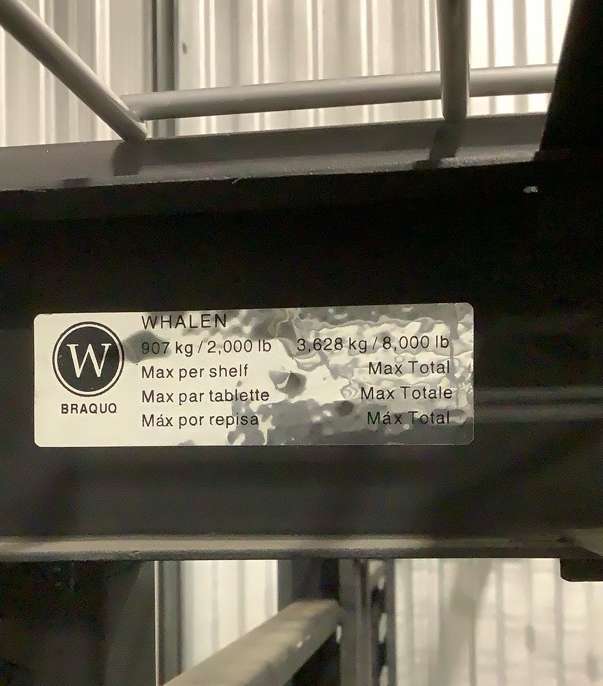 W
BRAQUO
WHALEN
907 kg / 2,000 lb 3,628 kg / 8,000 lb
Max per shelf Max Total
Max par tablette Max Totale
Máx por repisa Máx Total